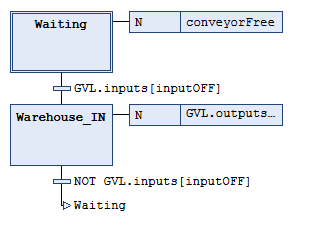 Waiting N conveyorFree
GVL.inputs[inputOFF]
Warehouse_IN N GVL.outputs…
NOT GVL.inputs[inputOFF]
Waiting